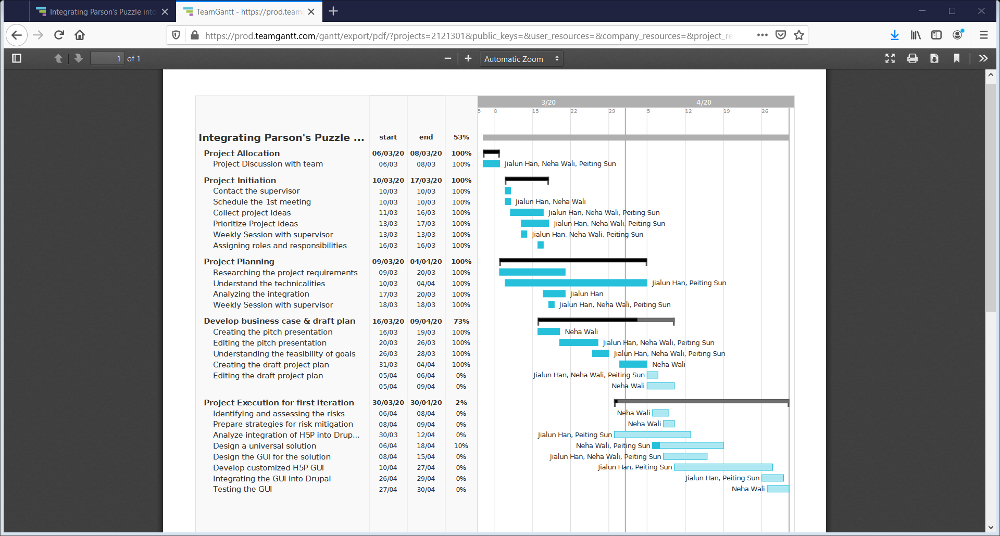 Integrating Parson's Puzzle into
TeamGantt - https://prod.team
https://prod.teamgantt.com/gantt/export/pdf/?projects=2121301&public_keys=&user_resources=&company_resources=&project_re
1 of 1
Automatic Zoom
3/20 4/20
5 8 15 22 29 5 12 19 26
Integrating Parson's Puzzle ... start end 53%
Project Allocation 06/03/20 08/03/20 100%
Project Discussion with team 06/03 08/03 100% Jialun Han, Neha Wali, Peiting Sun
Project Initiation 10/03/20 17/03/20 100%
Contact the supervisor 10/03 10/03 100%
Schedule the 1st meeting 10/03 10/03 100% Jialun Han, Neha Wali
Collect project ideas 11/03 16/03 100% Jialun Han, Neha Wali, Peiting Sun
Prioritize Project ideas 13/03 17/03 100% Jialun Han, Neha Wali, Peiting Sun
Weekly Session with supervisor 13/03 13/03 100% Jialun Han, Neha Wali, Peiting Sun
Assigning roles and responsibilities 16/03 16/03 100%
Project Planning 09/03/20 04/04/20 100%
Researching the project requirements 09/03 20/03 100%
Understand the technicalities 10/03 04/04 100% Jialun Han, Peiting Sun
Analyzing the integration 17/03 20/03 100% Jialun Han
Weekly Session with supervisor 18/03 18/03 100% Jialun Han, Neha Wali, Peiting Sun
Develop business case & draft plan 16/03/20 09/04/20 73%
Creating the pitch presentation 16/03 19/03 100% Neha Wali
Editing the pitch presentation 20/03 26/03 100% Jialun Han, Neha Wali, Peiting Sun
Understanding the feasibility of goals 26/03 28/03 100% Jialun Han, Neha Wali, Peiting Sun
Creating the draft project plan 31/03 04/04 100% Neha Wali
Editing the draft project plan 05/04 06/04 0% Jialun Han, Neha Wali, Peiting Sun
05/04 09/04 0% Neha Wali
Project Execution for first iteration 30/03/20 30/04/20 2%
Identifying and assessing the risks 06/04 08/04 0% Neha Wali
Prepare strategies for risk mitigation 08/04 09/04 0% Neha Wali
Analyze integration of H5P into Drup... 30/03 12/04 0% Jialun Han, Peiting Sun
Design a universal solution 06/04 18/04 10% Neha Wali, Peiting Sun
Design the GUI for the solution 08/04 15/04 0% Jialun Han, Neha Wali, Peiting Sun
Develop customized H5P GUI 10/04 27/04 0% Jialun Han, Peiting Sun
Integrating the GUI into Drupal 26/04 29/04 0% Jialun Han, Peiting Sun
Testing the GUI 27/04 30/04 0% Neha Wali